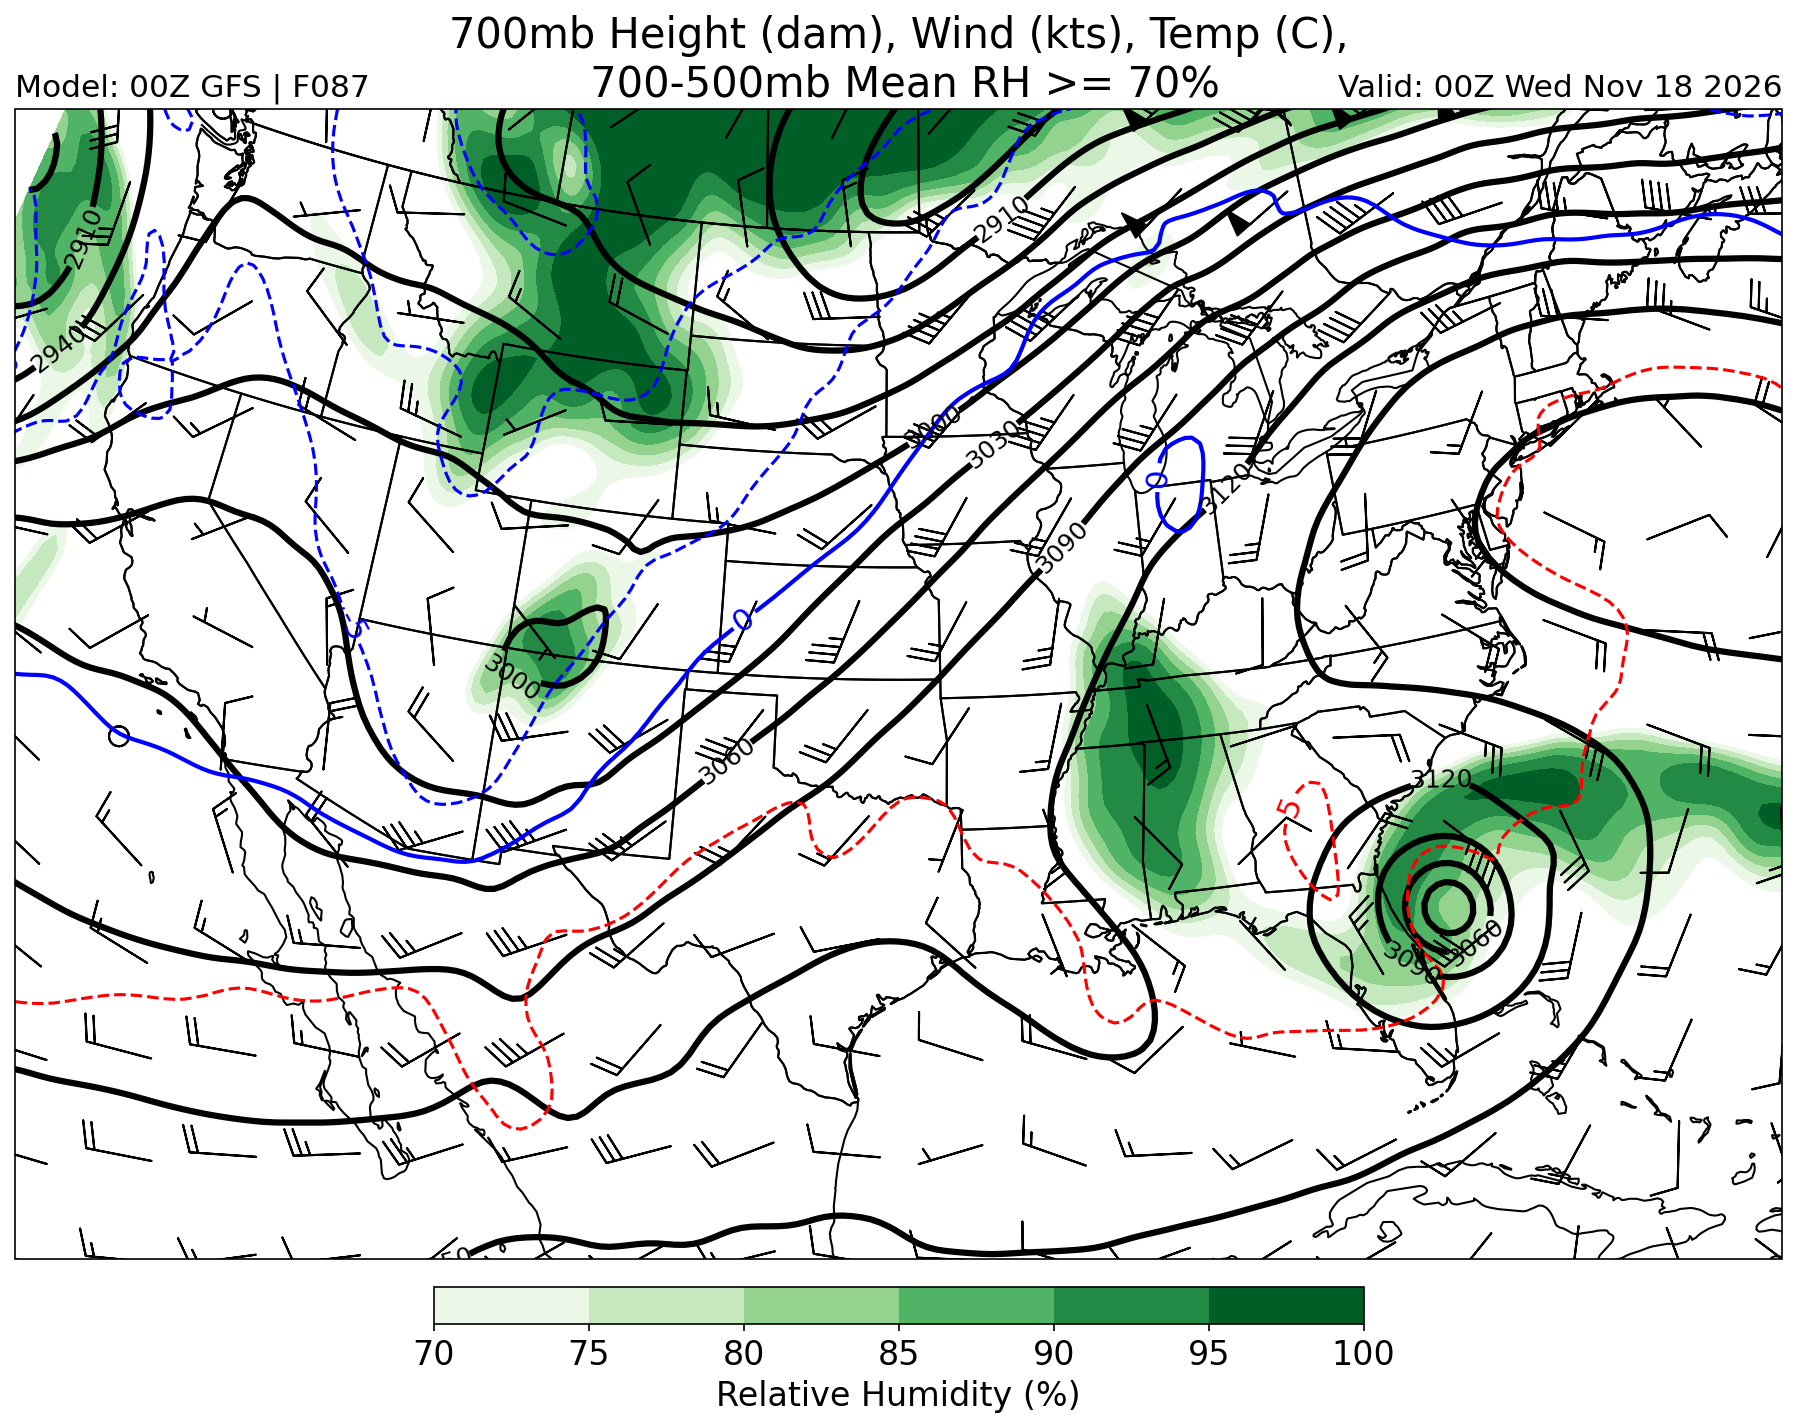 700mb Height (dam), Wind (kts), Temp (C),
700-500mb Mean RH >= 70%
Model: 00Z GFS | F087
Valid: 00Z Wed Nov 18 2026
2910
2910
2940
3000
3030
0
3120
3090
0
3000
3060
5
3120
3090
3060
70 75 80 85 90 95 100
Relative Humidity (%)